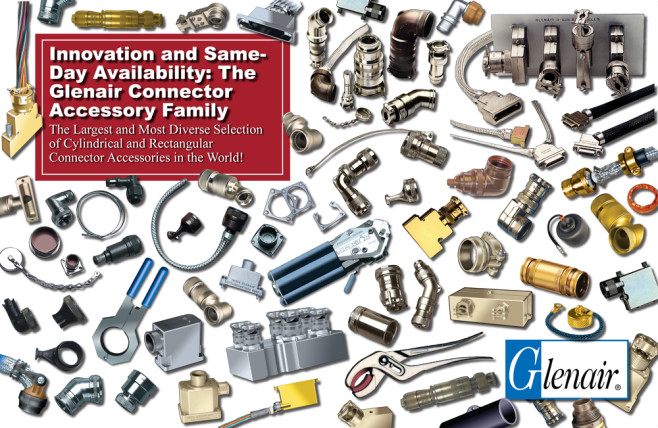 Innovation and Same-
Day Availability: The
Glenair Connector
Accessory Family
The Largest and Most Diverse Selection
of Cylindrical and Rectangular
Connector Accessories in the World!
Glenair®